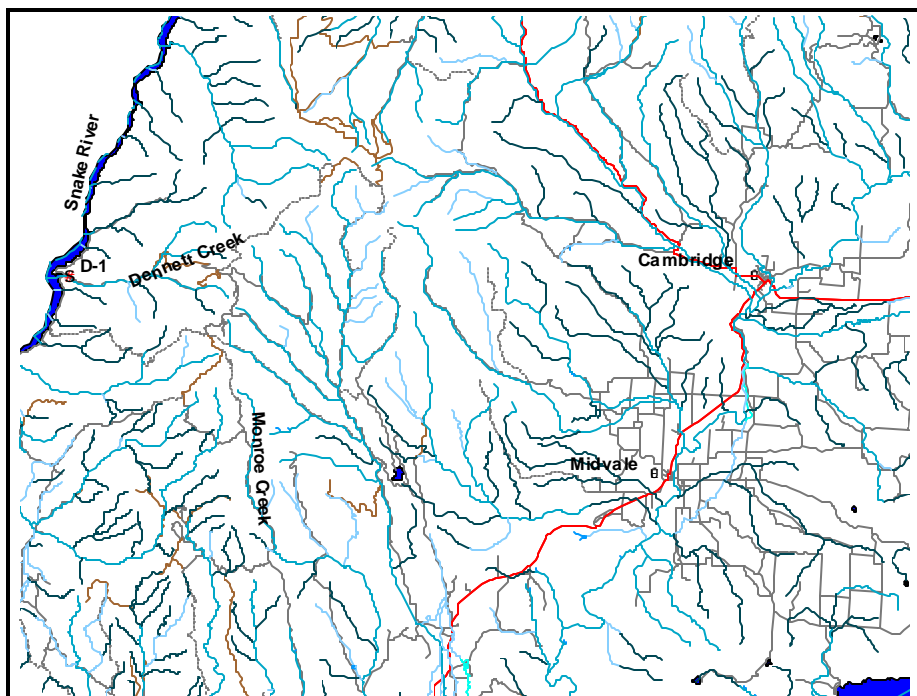 Snake River
D-1
S
Dennett Creek
Cambridge
Monroe Creek
Midvale